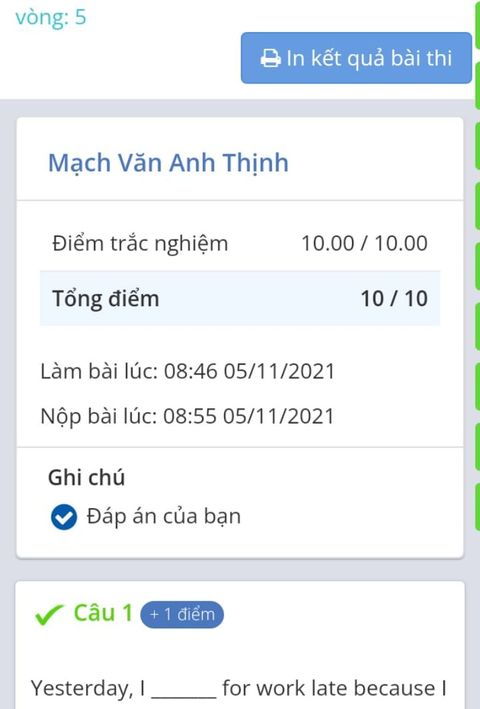 vòng: 5
In kết quả bài thi
Mạch Văn Anh Thịnh
Điểm trắc nghiệm 10.00 / 10.00
Tổng điểm 10 / 10
Làm bài lúc: 08:46 05/11/2021
Nộp bài lúc: 08:55 05/11/2021
Ghi chú
Đáp án của bạn
Câu 1 + 1 điểm
Yesterday, I ______ for work late because I